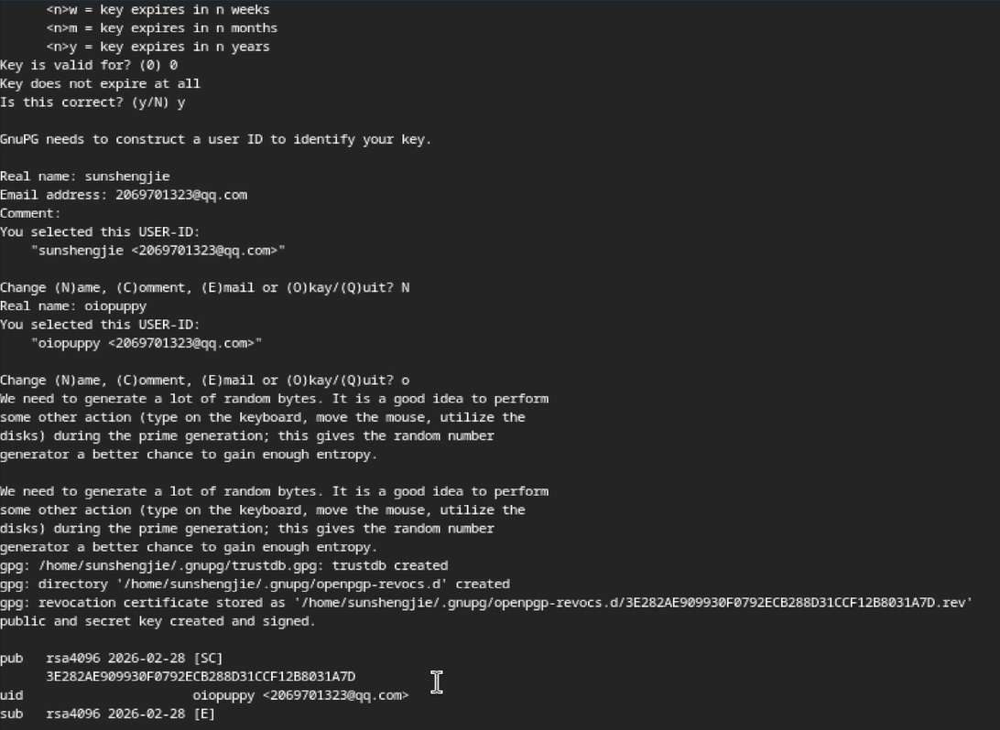 <n>w = key expires in n weeks
<n>m = key expires in n months
<n>y = key expires in n years
Key is valid for? (0) 0
Key does not expire at all
Is this correct? (y/N) y
GnuPG needs to construct a user ID to identify your key.
Real name: sunshengjie
Email address: 2069701323@qq.com
Comment:
You selected this USER-ID:
"sunshengjie <2069701323@qq.com>"
Change (N)ame, (C)omment, (E)mail or (O)kay/(Q)uit? N
Real name: oiopuppy
You selected this USER-ID:
"oiopuppy <2069701323@qq.com>"
Change (N)ame, (C)omment, (E)mail or (O)kay/(Q)uit? o
We need to generate a lot of random bytes. It is a good idea to perform
some other action (type on the keyboard, move the mouse, utilize the
disks) during the prime generation; this gives the random number
generator a better chance to gain enough entropy.
We need to generate a lot of random bytes. It is a good idea to perform
some other action (type on the keyboard, move the mouse, utilize the
disks) during the prime generation; this gives the random number
generator a better chance to gain enough entropy.
gpg: /home/sunshengjie/.gnupg/trustdb.gpg: trustdb created
gpg: directory '/home/sunshengjie/.gnupg/openpgp-revocs.d' created
gpg: revocation certificate stored as '/home/sunshengjie/.gnupg/openpgp-revocs.d/3E282AE909930F0792ECB288D31CCF12B8031A7D.rev'
public and secret key created and signed.
pub rsa4096 2026-02-28 [SC]
3E282AE909930F0792ECB288D31CCF12B8031A7D
uid oiopuppy <2069701323@qq.com>
sub rsa4096 2026-02-28 [E]